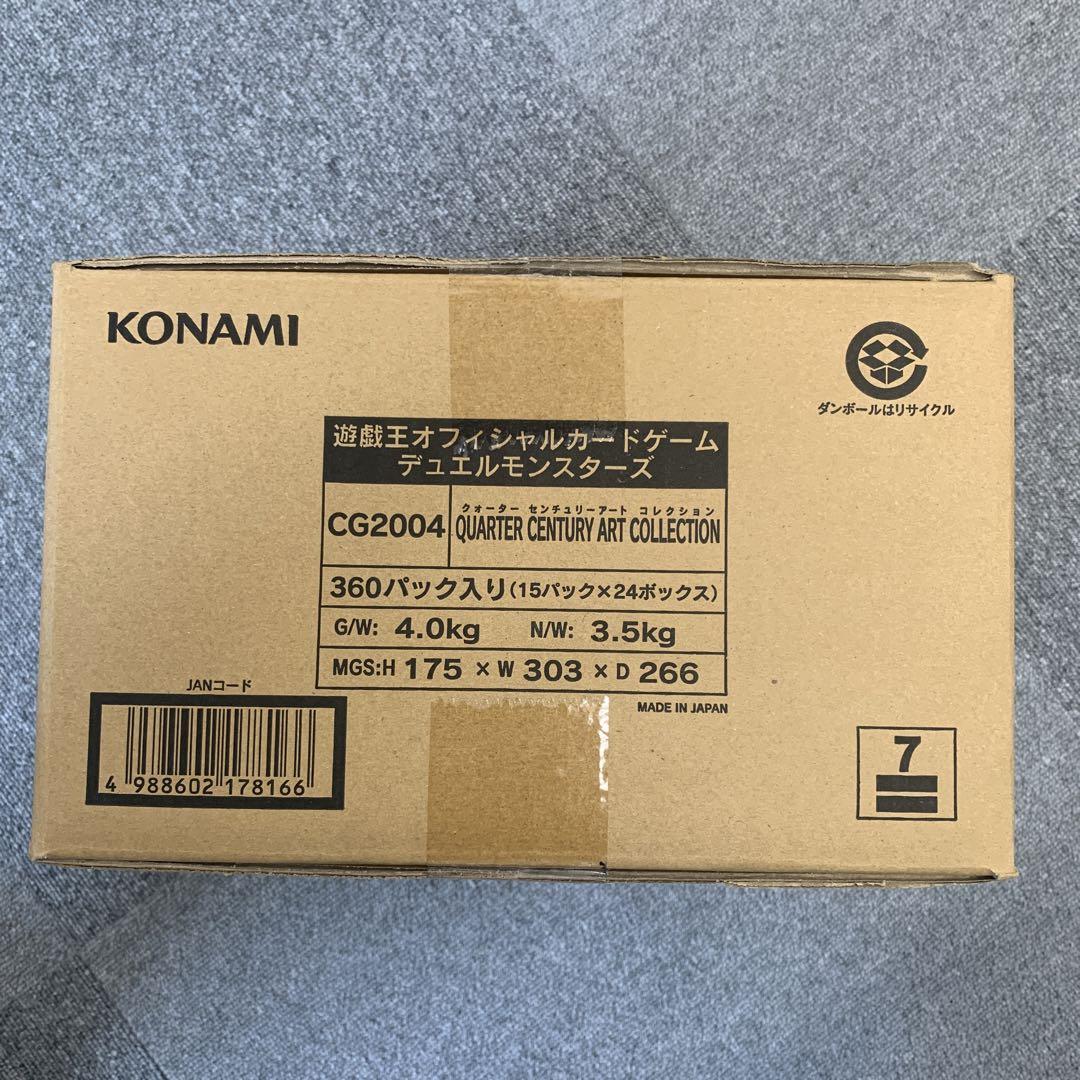 KONAMI
ダンボールはリサイクル
遊戯王オフィシャルカードゲーム
デュエルモンスターズ
クォーター センチュリーアート コレクション
CG2004 QUARTER CENTURY ART COLLECTION
360パック入り(15パック×24ボックス)
G/W: 4.0kg N/W: 3.5kg
MGS:H 175 × W 303 × D 266
MADE IN JAPAN
JANコード
4 988602 178166
7